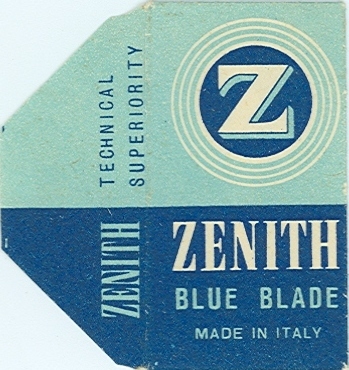 TECHNICAL
SUPERIORITY
ZENITH
Z
ZENITH
BLUE BLADE
MADE IN ITALY